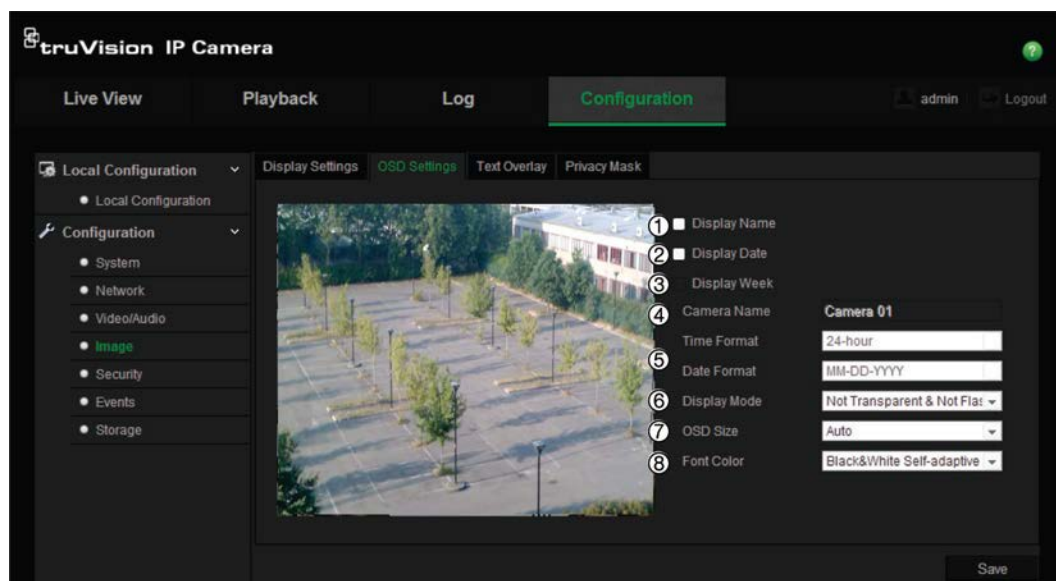 truVision IP Camera
?
Live View Playback Log Configuration admin Logout
Local Configuration
Local Configuration
Configuration
System
Network
Video/Audio
Image
Security
Events
Storage
Display Settings OSD Settings Text Overlay Privacy Mask
1 Display Name
2 Display Date
3 Display Week
4 Camera Name Camera 01
Time Format 24-hour
5
Date Format MM-DD-YYYY
6 Display Mode Not Transparent & Not Flas
7 OSD Size Auto
8 Font Color Black&White Self-adaptive
Save